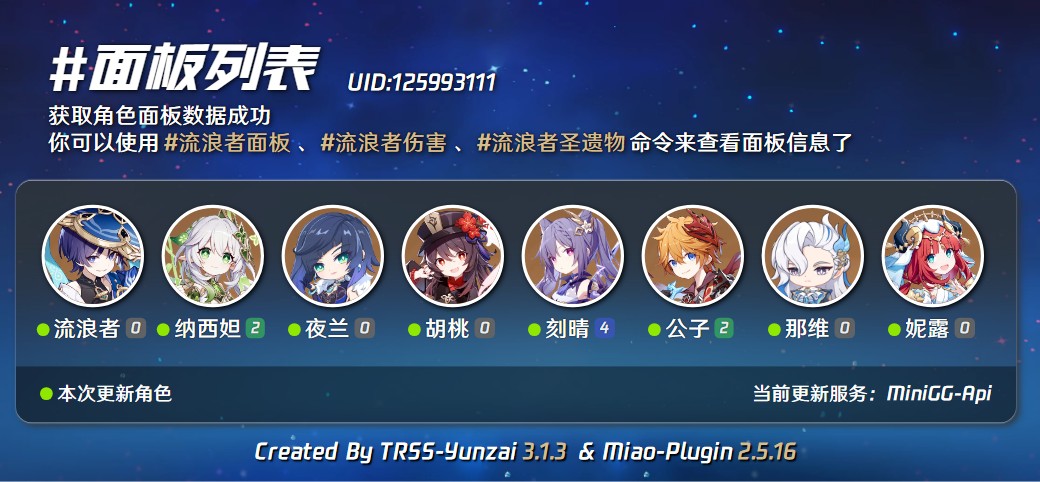 #面板列表 UID:125993111
获取角色面板数据成功
你可以使用 #流浪者面板 、 #流浪者伤害 、 #流浪者圣遗物 命令来查看面板信息了
流浪者 0 纳西妲 2 夜兰 0 胡桃 0 刻晴 4 公子 2 那维 0 妮露 0
本次更新角色 当前更新服务：MiniGG-Api
Created By TRSS-Yunzai 3.1.3 & Miao-Plugin 2.5.16